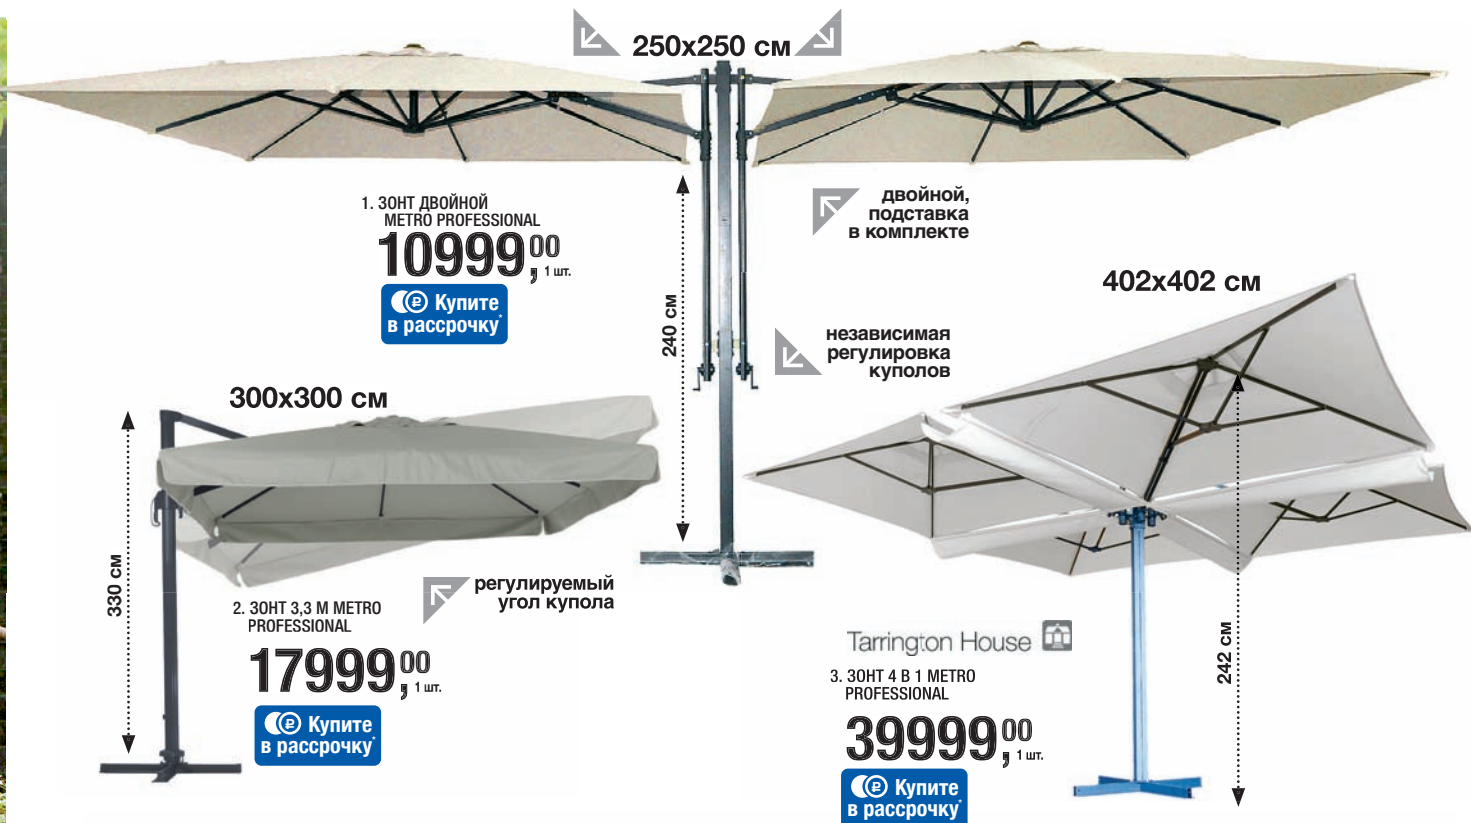 250x250 см
1. ЗОНТ ДВОЙНОЙ
METRO PROFESSIONAL
10999,00
1 шт.
Купите
в рассрочку*
двойной,
подставка
в комплекте
240 см
независимая
регулировка
куполов
300x300 см
330 см
регулируемый
угол купола
2. ЗОНТ 3,3 М METRO
PROFESSIONAL
17999,00
1 шт.
Купите
в рассрочку*
402x402 см
242 см
Tarrington House
3. ЗОНТ 4 В 1 METRO
PROFESSIONAL
39999,00
1 шт.
Купите
в рассрочку*